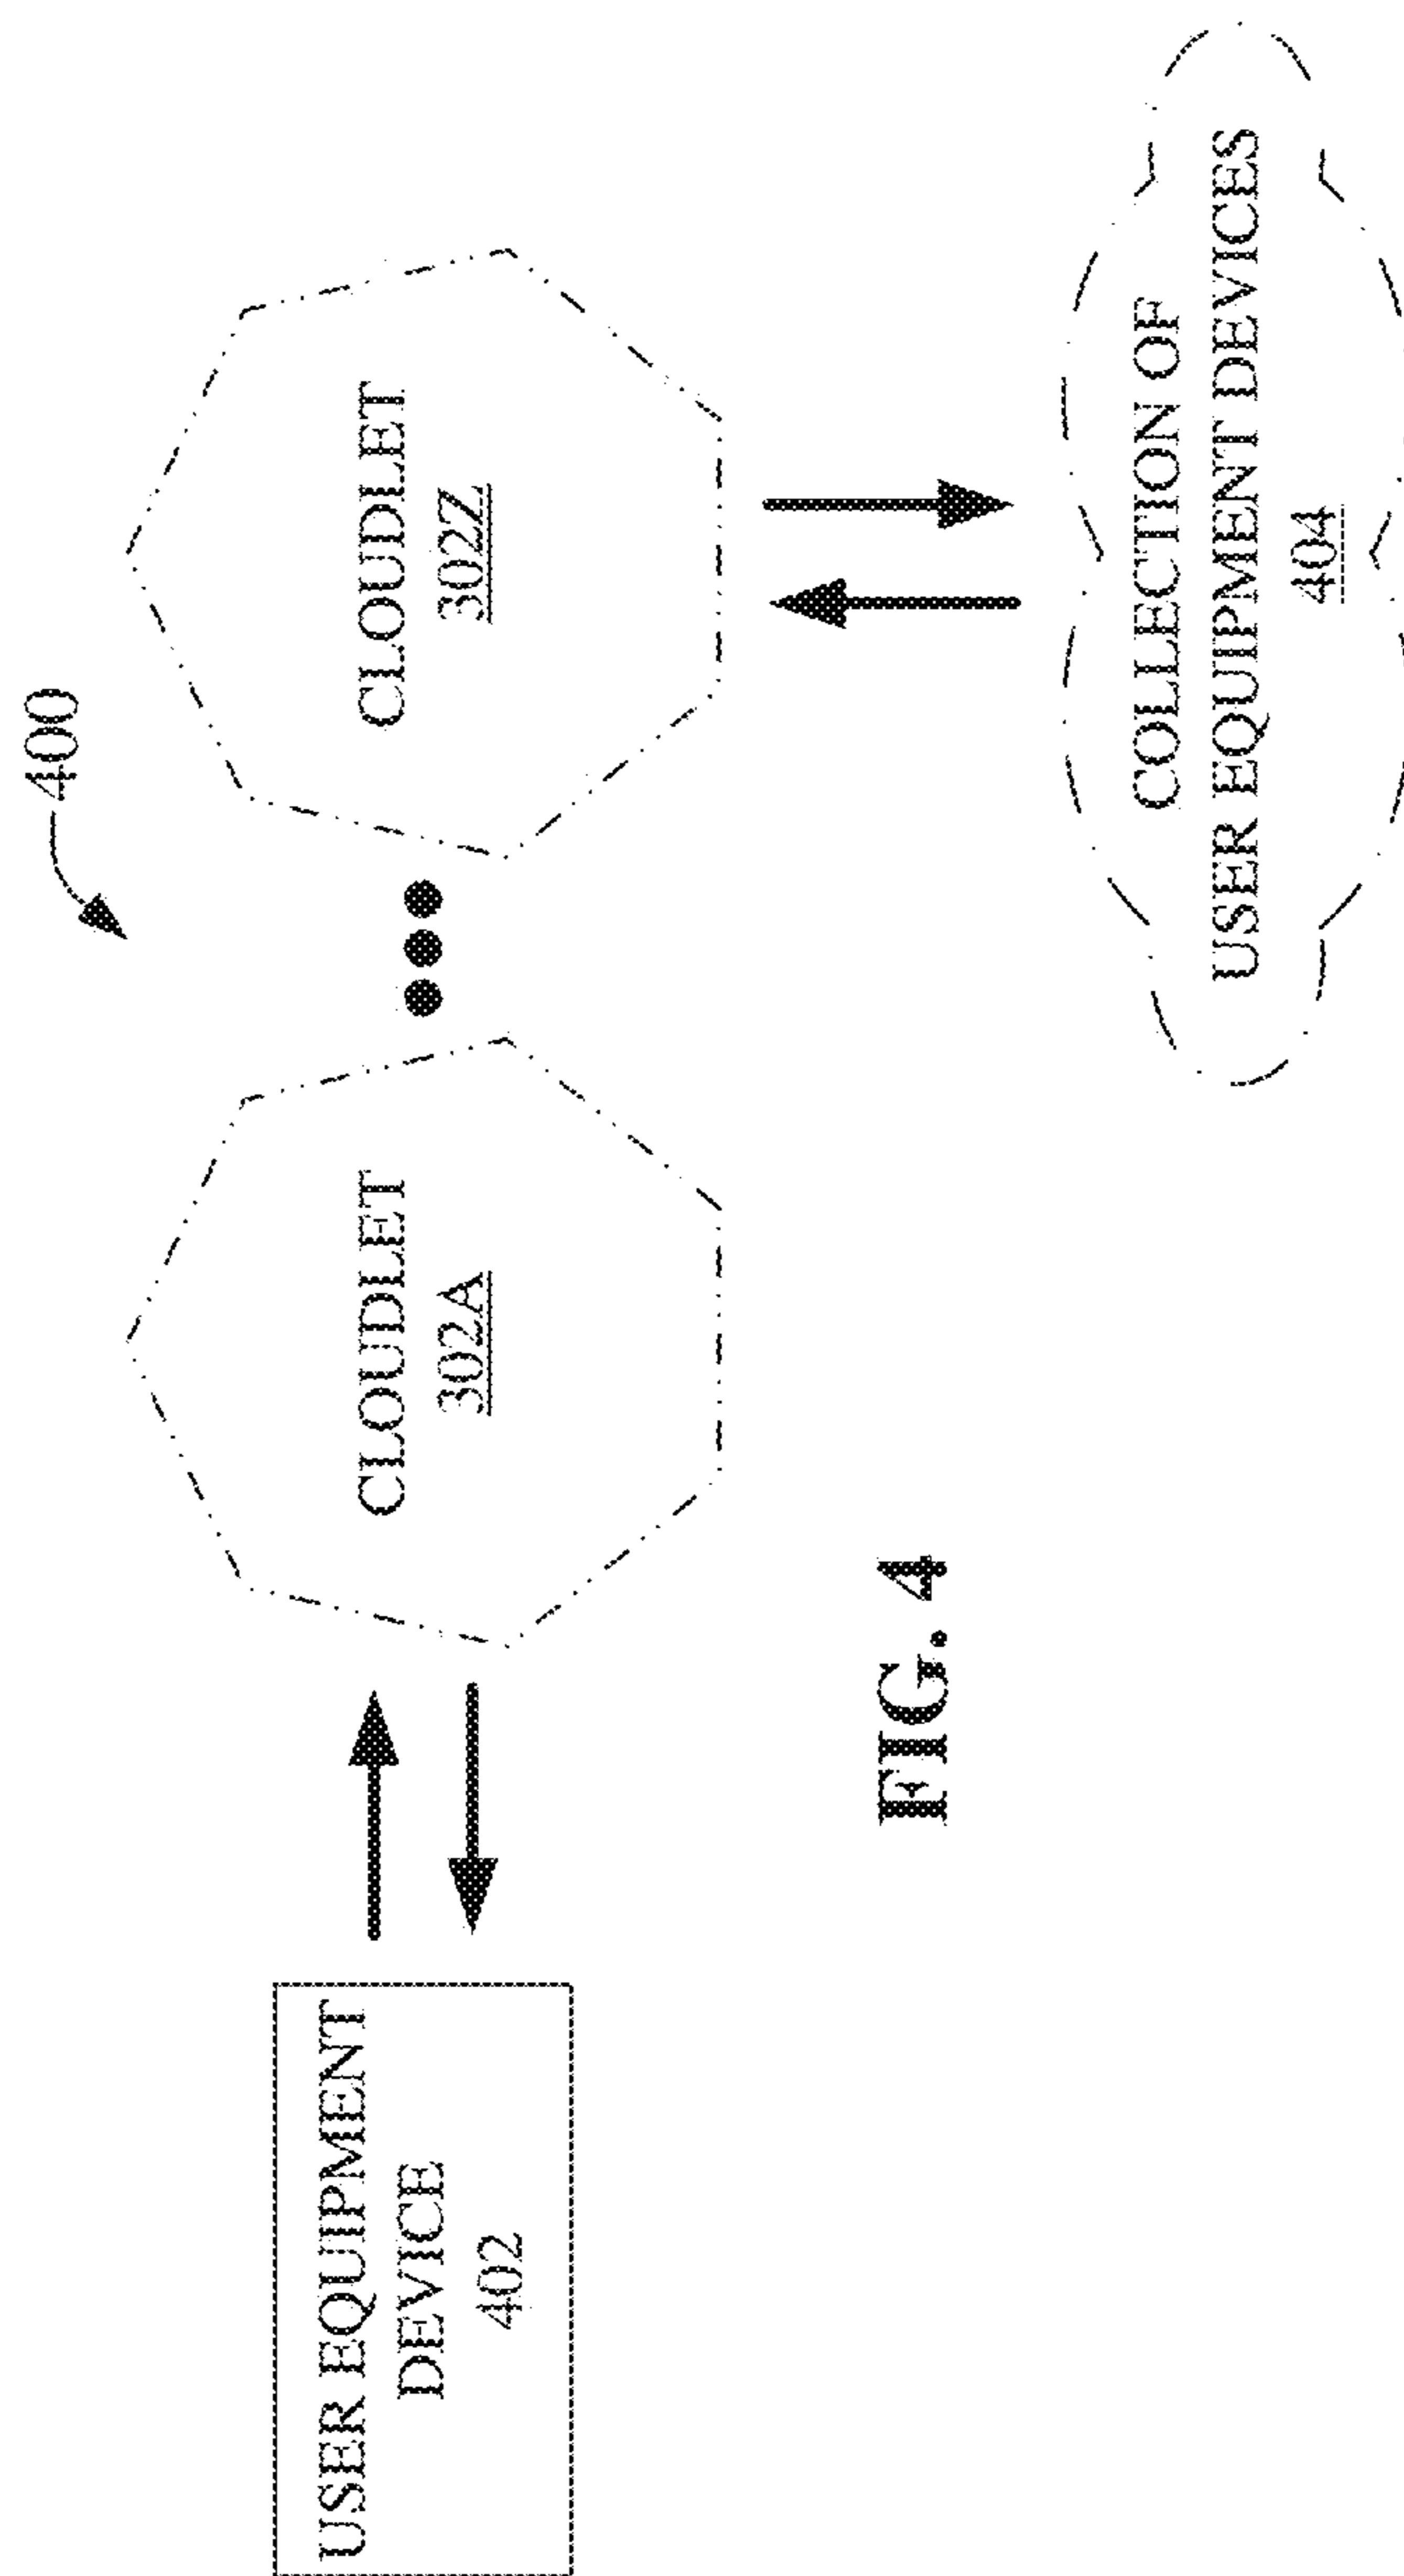 400
USER EQUIPMENT
DEVICE
402
CLOUDLET
302A
CLOUDLET
302Z
COLLECTION OF
USER EQUIPMENT DEVICES
404
FIG. 4